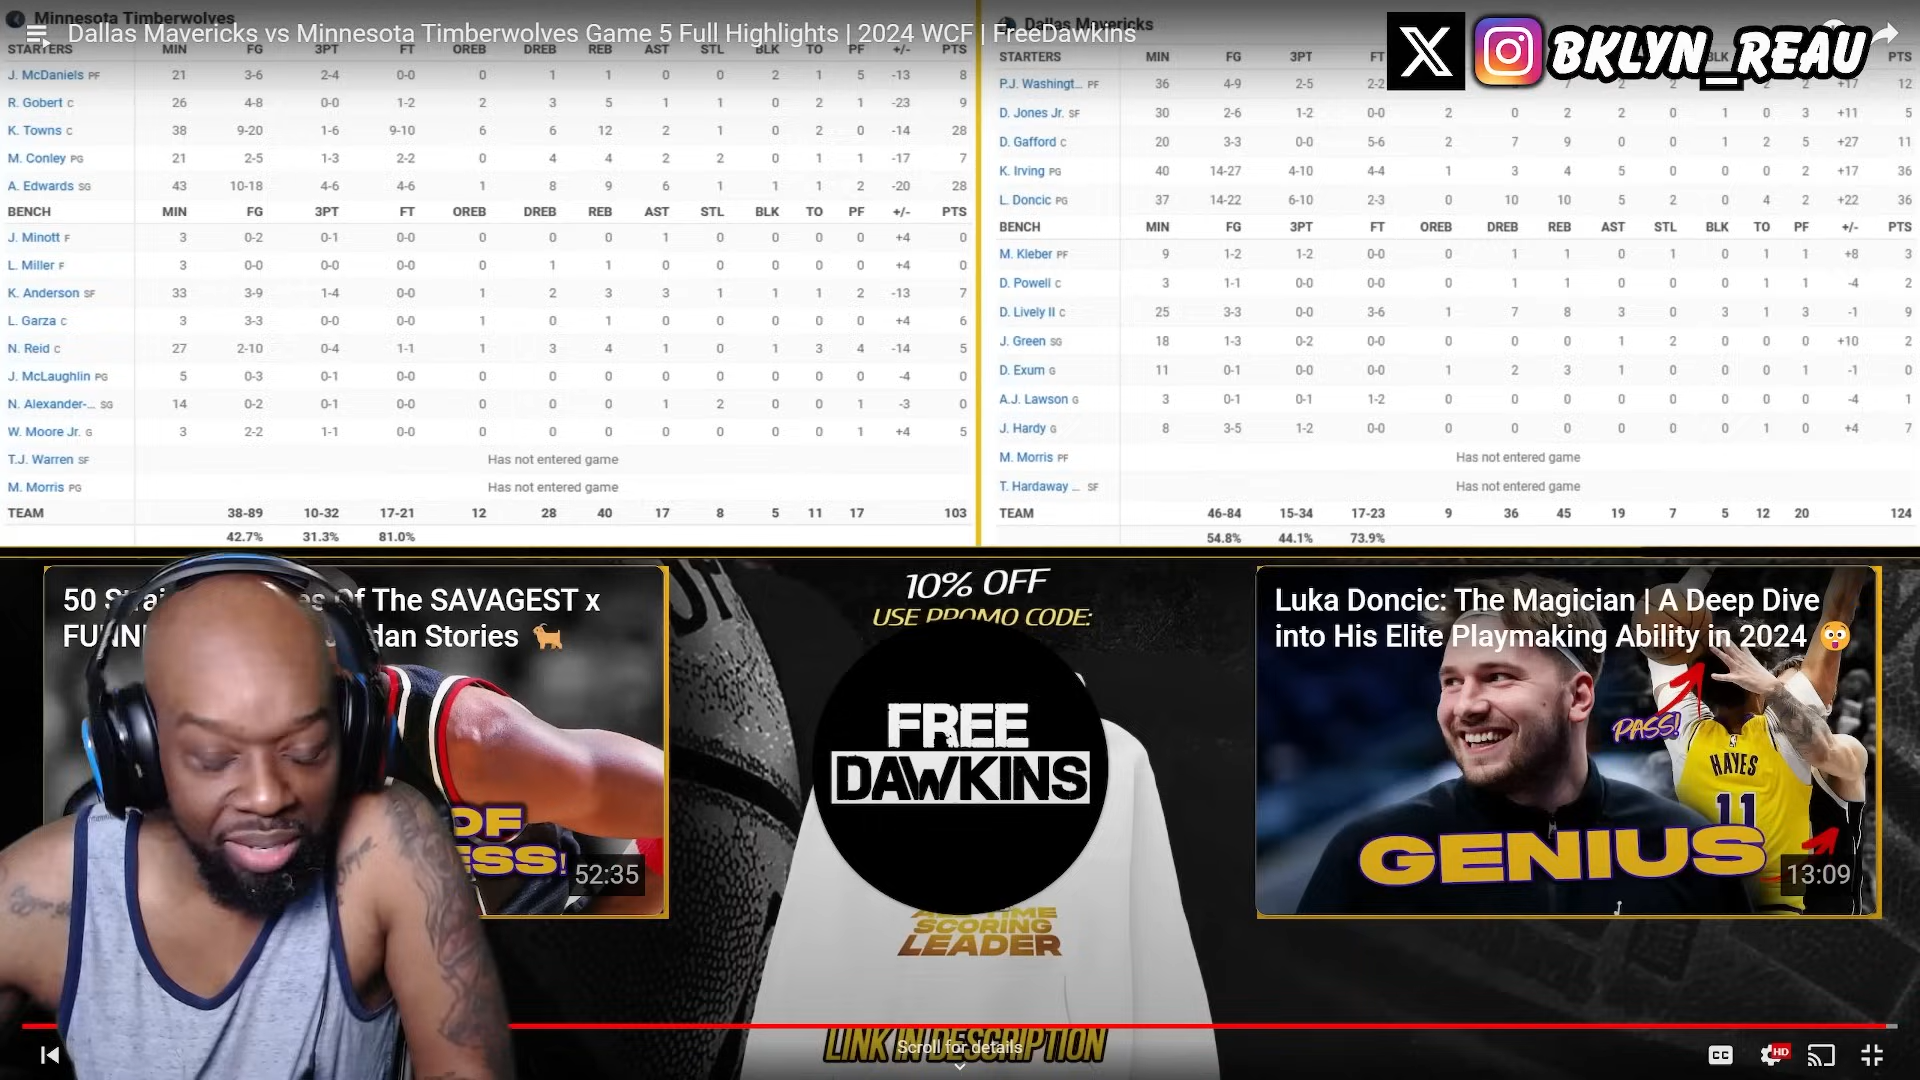 Minnesota Timberwolves
Dallas Mavericks
Dallas Mavericks vs Minnesota Timberwolves Game 5 Full Highlights | 2024 WCF | FreeDawkins
BKLYN_REAU
STARTERS MIN FG 3PT FT OREB DREB REB AST STL BLK TO PF +/- PTS
J. McDaniels PF 21 3-6 2-4 0-0 0 1 1 0 0 2 1 5 -13 8
R. Gobert C 26 4-8 0-0 1-2 2 3 5 1 1 0 2 1 -23 9
K. Towns C 38 9-20 1-6 9-10 6 6 12 2 1 0 2 0 -14 28
M. Conley PG 21 2-5 1-3 2-2 0 4 4 2 2 0 1 1 -17 7
A. Edwards SG 43 10-18 4-6 4-6 1 8 9 6 1 1 1 2 -20 28
BENCH MIN FG 3PT FT OREB DREB REB AST STL BLK TO PF +/- PTS
J. Minott F 3 0-2 0-1 0-0 0 0 0 1 0 0 0 0 +4 0
L. Miller F 3 0-0 0-0 0-0 0 1 1 0 0 0 0 0 +4 0
K. Anderson SF 33 3-9 1-4 0-0 1 2 3 3 1 1 1 2 -13 7
L. Garza C 3 3-3 0-0 0-0 1 0 1 0 0 0 0 0 +4 6
N. Reid C 27 2-10 0-4 1-1 1 3 4 1 0 1 3 4 -14 5
J. McLaughlin PG 5 0-3 0-1 0-0 0 0 0 0 0 0 0 0 -4 0
N. Alexander-... SG 14 0-2 0-1 0-0 0 0 0 1 2 0 0 1 -3 0
W. Moore Jr. G 3 2-2 1-1 0-0 0 0 0 0 0 0 0 1 +4 5
T.J. Warren SF Has not entered game
M. Morris PG Has not entered game
TEAM 38-89 10-32 17-21 12 28 40 17 8 5 11 17 103
42.7% 31.3% 81.0%
STARTERS MIN FG 3PT FT PTS
P.J. Washingt... PF 36 4-9 2-5 2-2 7 2 2 2 2 +17 12
D. Jones Jr. SF 30 2-6 1-2 0-0 2 0 2 2 0 1 0 3 +11 5
D. Gafford C 20 3-3 0-0 5-6 2 7 9 0 0 1 2 5 +27 11
K. Irving PG 40 14-27 4-10 4-4 1 3 4 5 0 0 0 2 +17 36
L. Doncic PG 37 14-22 6-10 2-3 0 10 10 5 2 0 4 2 +22 36
BENCH MIN FG 3PT FT OREB DREB REB AST STL BLK TO PF +/- PTS
M. Kleber PF 9 1-2 1-2 0-0 0 1 1 0 1 0 1 1 +8 3
D. Powell C 3 1-1 0-0 0-0 0 1 1 0 0 0 1 1 -4 2
D. Lively II C 25 3-3 0-0 3-6 1 7 8 3 0 3 1 3 -1 9
J. Green SG 18 1-3 0-2 0-0 0 0 0 1 2 0 0 0 +10 2
D. Exum G 11 0-1 0-0 0-0 1 2 3 1 0 0 0 1 -1 0
A.J. Lawson G 3 0-1 0-1 1-2 0 0 0 0 0 0 0 0 -4 1
J. Hardy G 8 3-5 1-2 0-0 0 0 0 0 0 0 1 0 +4 7
M. Morris PF Has not entered game
T. Hardaway ... SF Has not entered game
TEAM 46-84 15-34 17-23 9 36 45 19 7 5 12 20 124
54.8% 44.1% 73.9%
50 Of The SAVAGEST x
Stories
OF
52:35
10% OFF
USE PROMO CODE:
FREE
DAWKINS
SCORING
LEADER
LINK IN DESCRIPTION
Scroll for details
Luka Doncic: The Magician | A Deep Dive
into His Elite Playmaking Ability in 2024
PASS!
HAYES
11
GENIUS
13:09
CC
HD